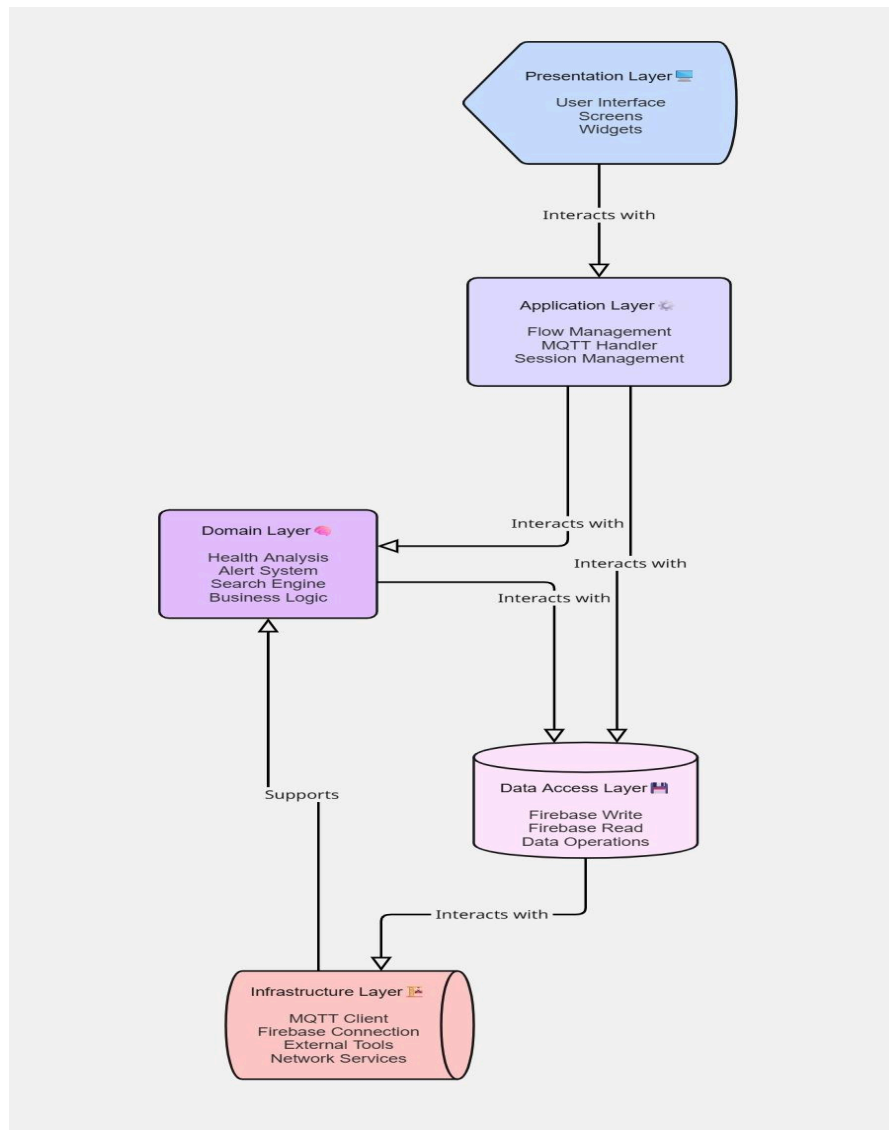 Presentation Layer 🖥️
User Interface
Screens
Widgets
Interacts with
Application Layer ⚙️
Flow Management
MQTT Handler
Session Management
Interacts with
Interacts with
Domain Layer 🧠
Health Analysis
Alert System
Search Engine
Business Logic
Interacts with
Data Access Layer 💾
Firebase Write
Firebase Read
Data Operations
Supports
Interacts with
Infrastructure Layer 🏗️
MQTT Client
Firebase Connection
External Tools
Network Services